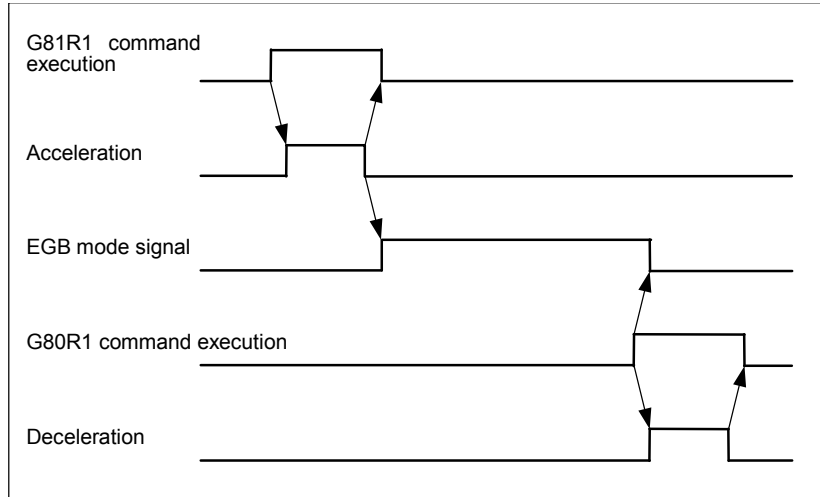 G81R1 command
execution
Acceleration
EGB mode signal
G80R1 command execution
Deceleration